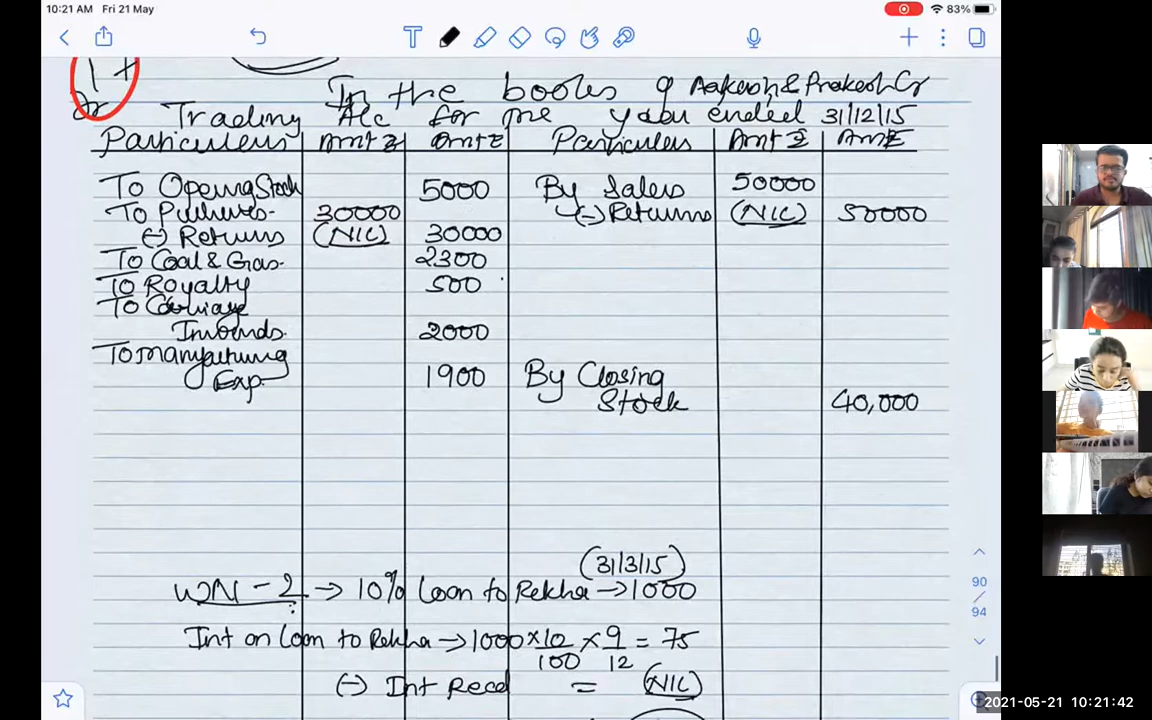 10:21 AM Fri 21 May
83%
In the books of Aakash & Prakash Cr
Dr
Trading A/c for the year ended 31/12/15
Particulars Amt ₹ Amt ₹ Particulars Amt ₹ Amt ₹
To Opening Stock 5000 By Sales 50000
To Purchases 30000 (-) Returns (NIL) 50000
(-) Returns (NIL) 30000
To Coal & Gas 2300
To Royalty 500
To Carriage
Inwards 2000
To Manufacturing
Exp 1900 By Closing
Stock 40,000
(31/3/15)
WN - 2 → 10% Loan to Rekha → 1000
Int on Loan to Rekha → 1000 × 10/100 × 9/12 = 75
(-) Int Recd = (NIL)
90
/
94
2021-05-21 10:21:42